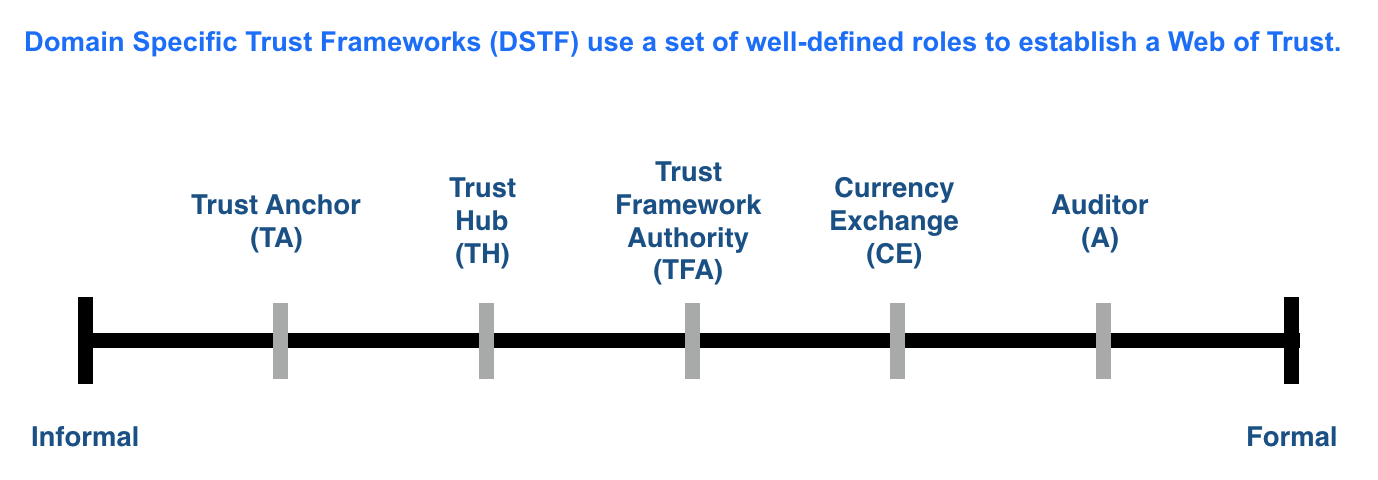 Domain Specific Trust Frameworks (DSTF) use a set of well-defined roles to establish a Web of Trust.
Trust Anchor
(TA)
Trust
Hub
(TH)
Trust
Framework
Authority
(TFA)
Currency
Exchange
(CE)
Auditor
(A)
Informal
Formal